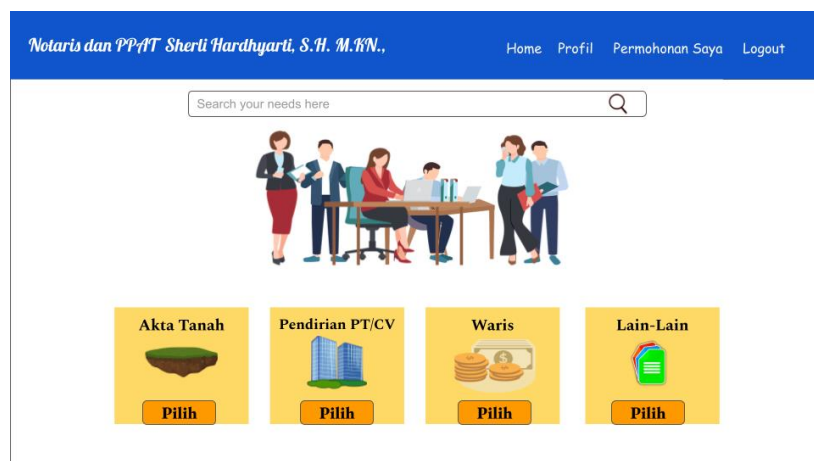 Notaris dan PPAT Sherli Hardhyarti, S.H. M.KN.,
Home Profil Permohonan Saya Logout
Search your needs here
Akta Tanah
Pendirian PT/CV
Waris
Lain-Lain
Pilih
Pilih
Pilih
Pilih